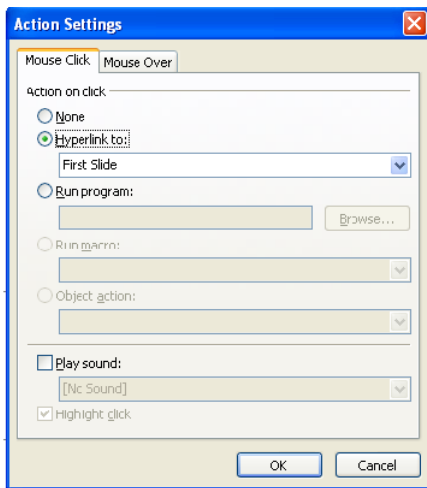 Action Settings
Mouse Click Mouse Over
Action on click
None
Hyperlink to:
First Slide
Run program:
Browse...
Run macro:
Object action:
Play sound:
[No Sound]
Highlight click
OK Cancel